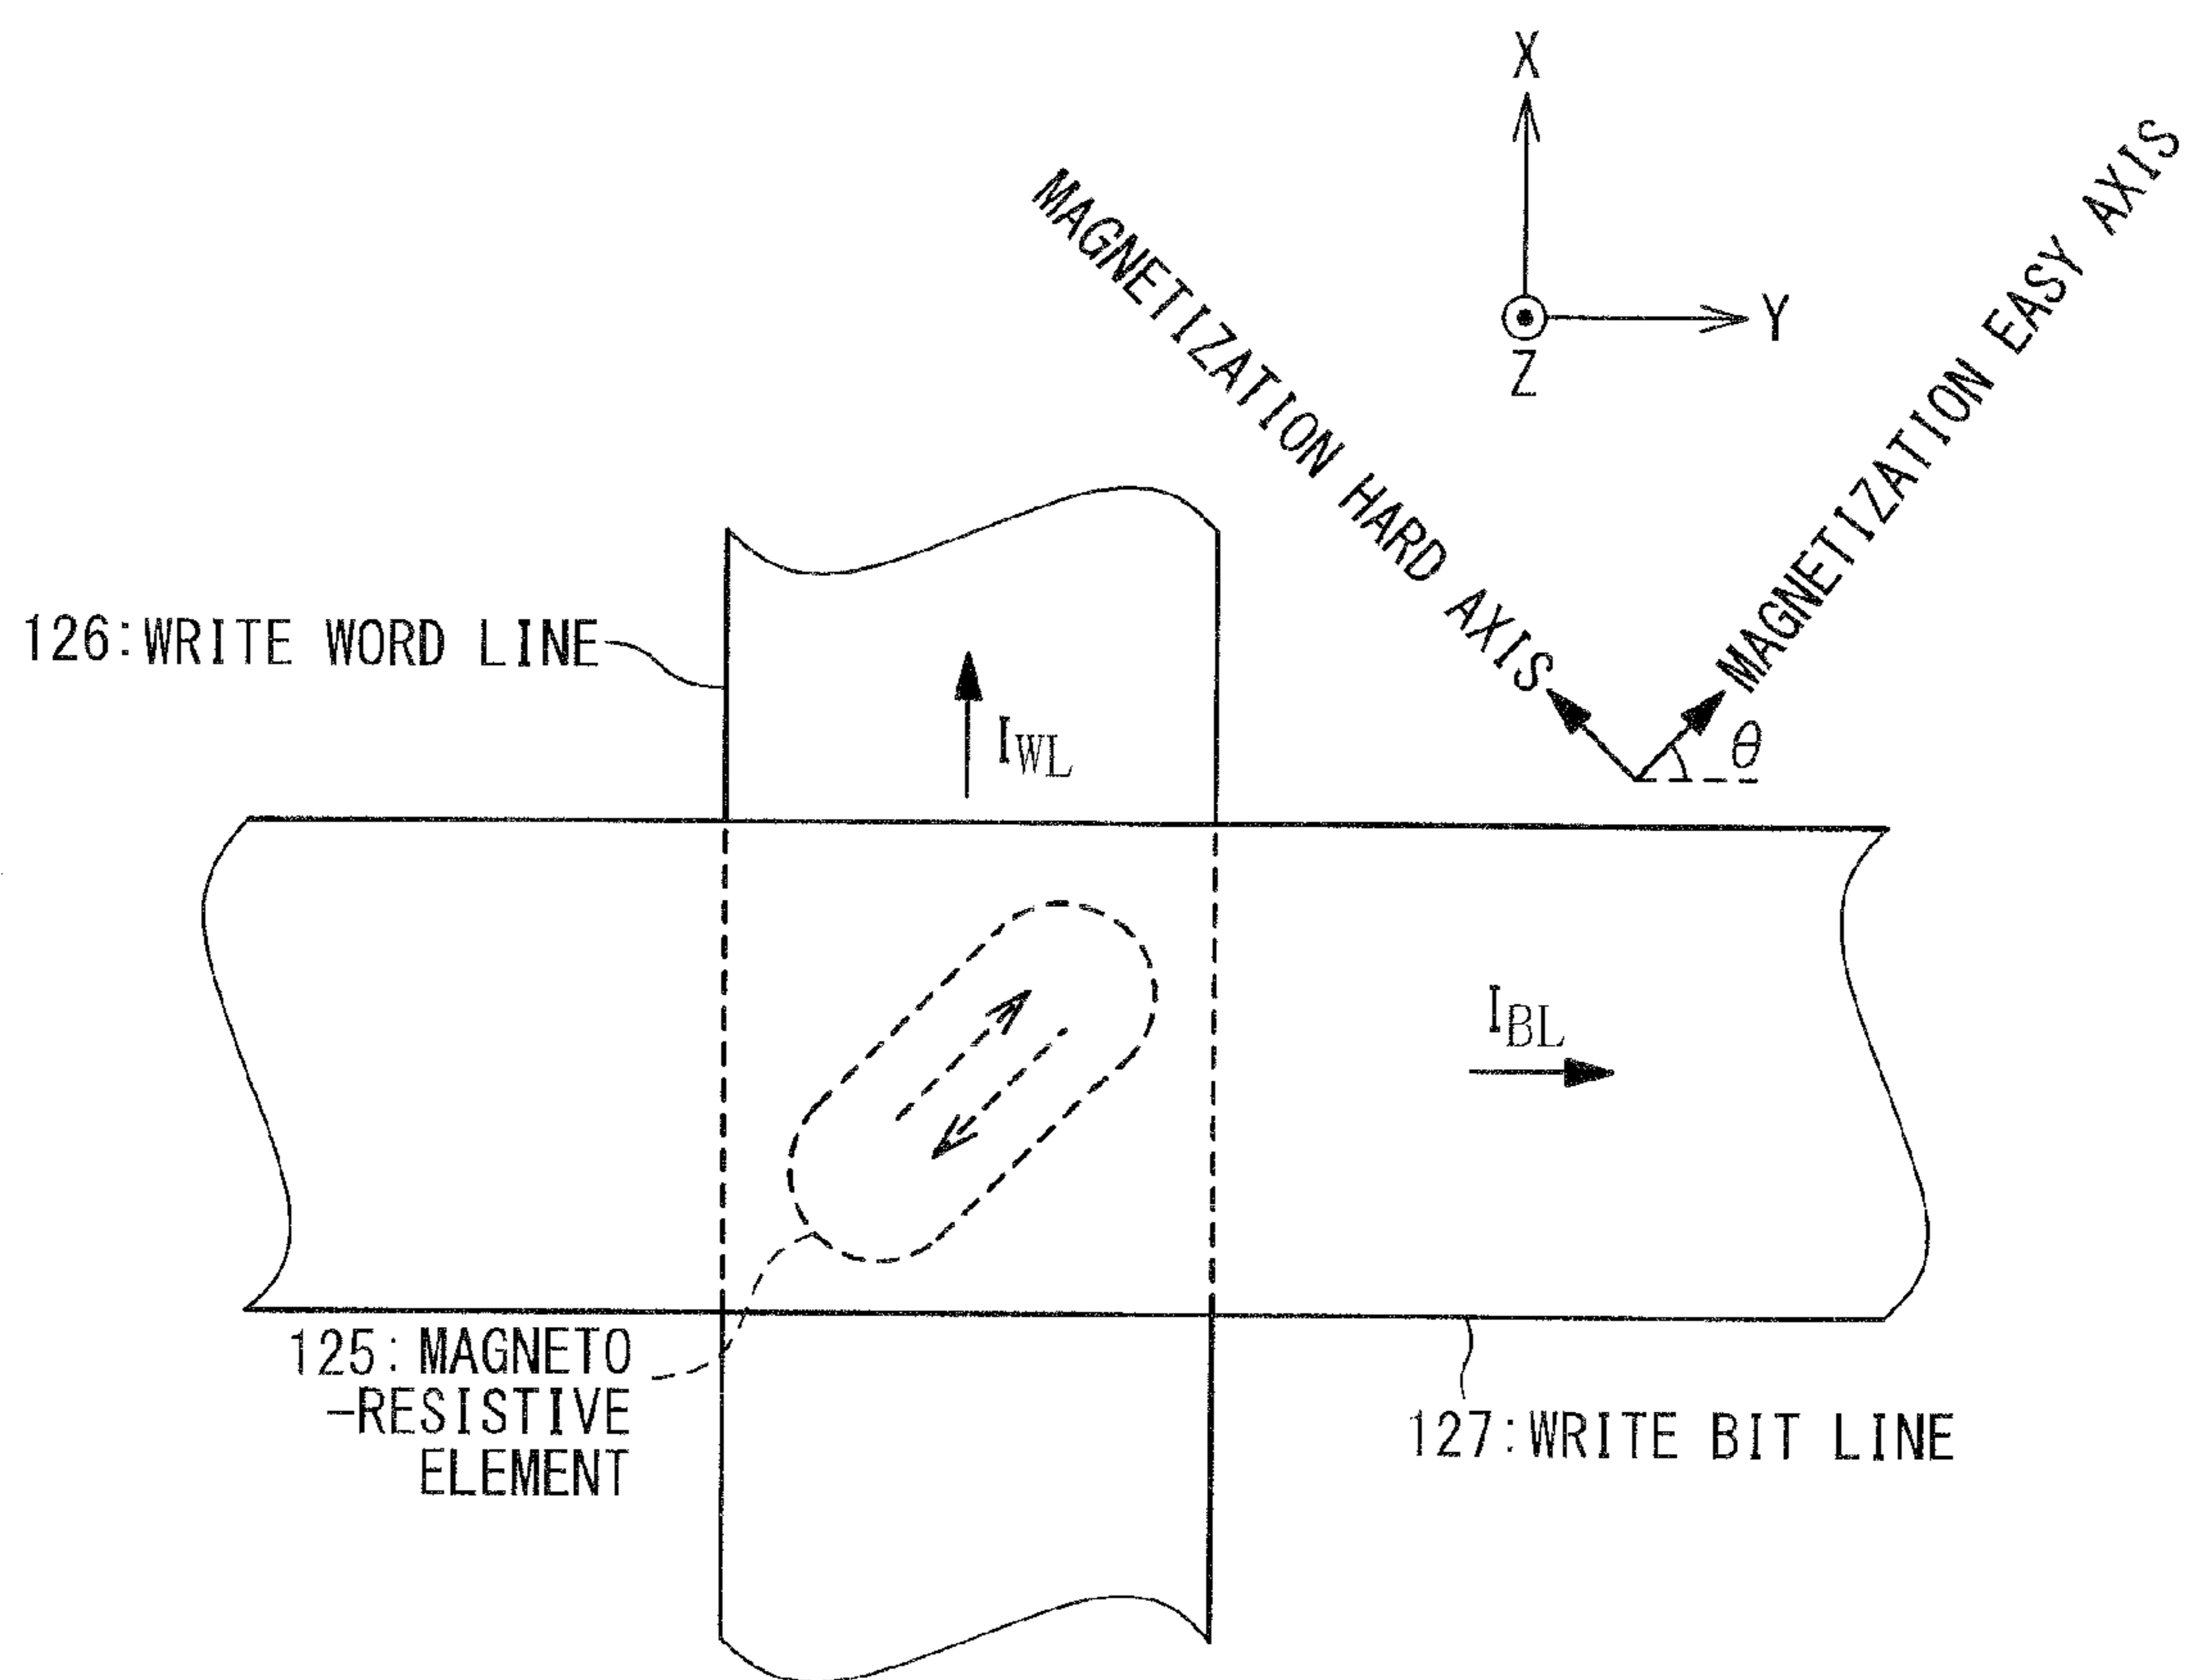 X
Y
Z
MAGNETIZATION HARD AXIS
MAGNETIZATION EASY AXIS
θ
126:WRITE WORD LINE
IWL
IBL
125:MAGNETO
-RESISTIVE
ELEMENT
127:WRITE BIT LINE